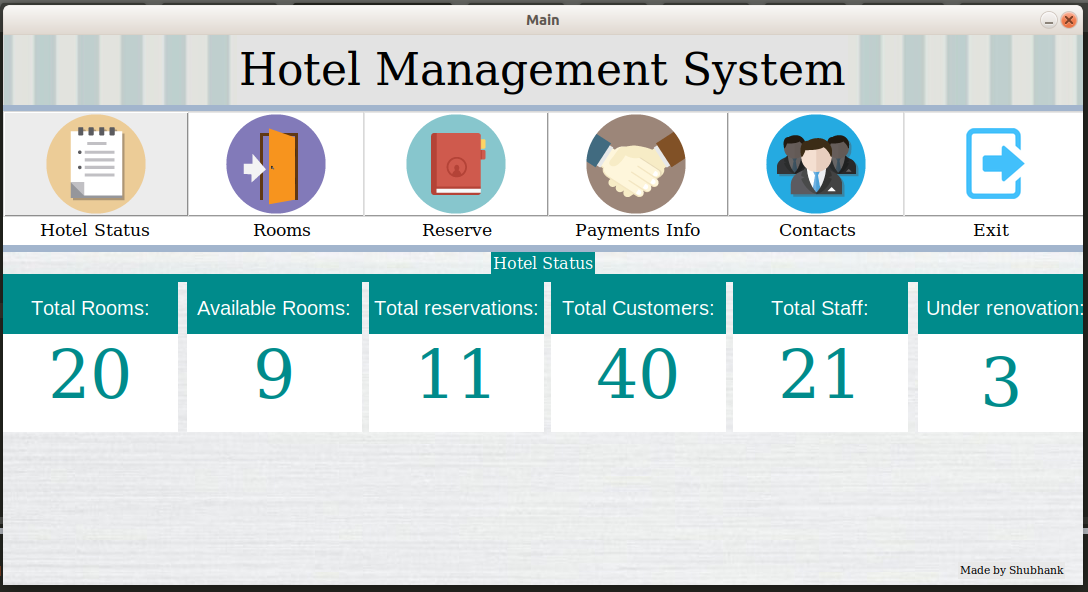 Main
Hotel Management System
Hotel Status
Rooms
Reserve
Payments Info
Contacts
Exit
Hotel Status
Total Rooms:
Available Rooms:
Total reservations:
Total Customers:
Total Staff:
Under renovation:
20
9
11
40
21
3
Made by Shubhank